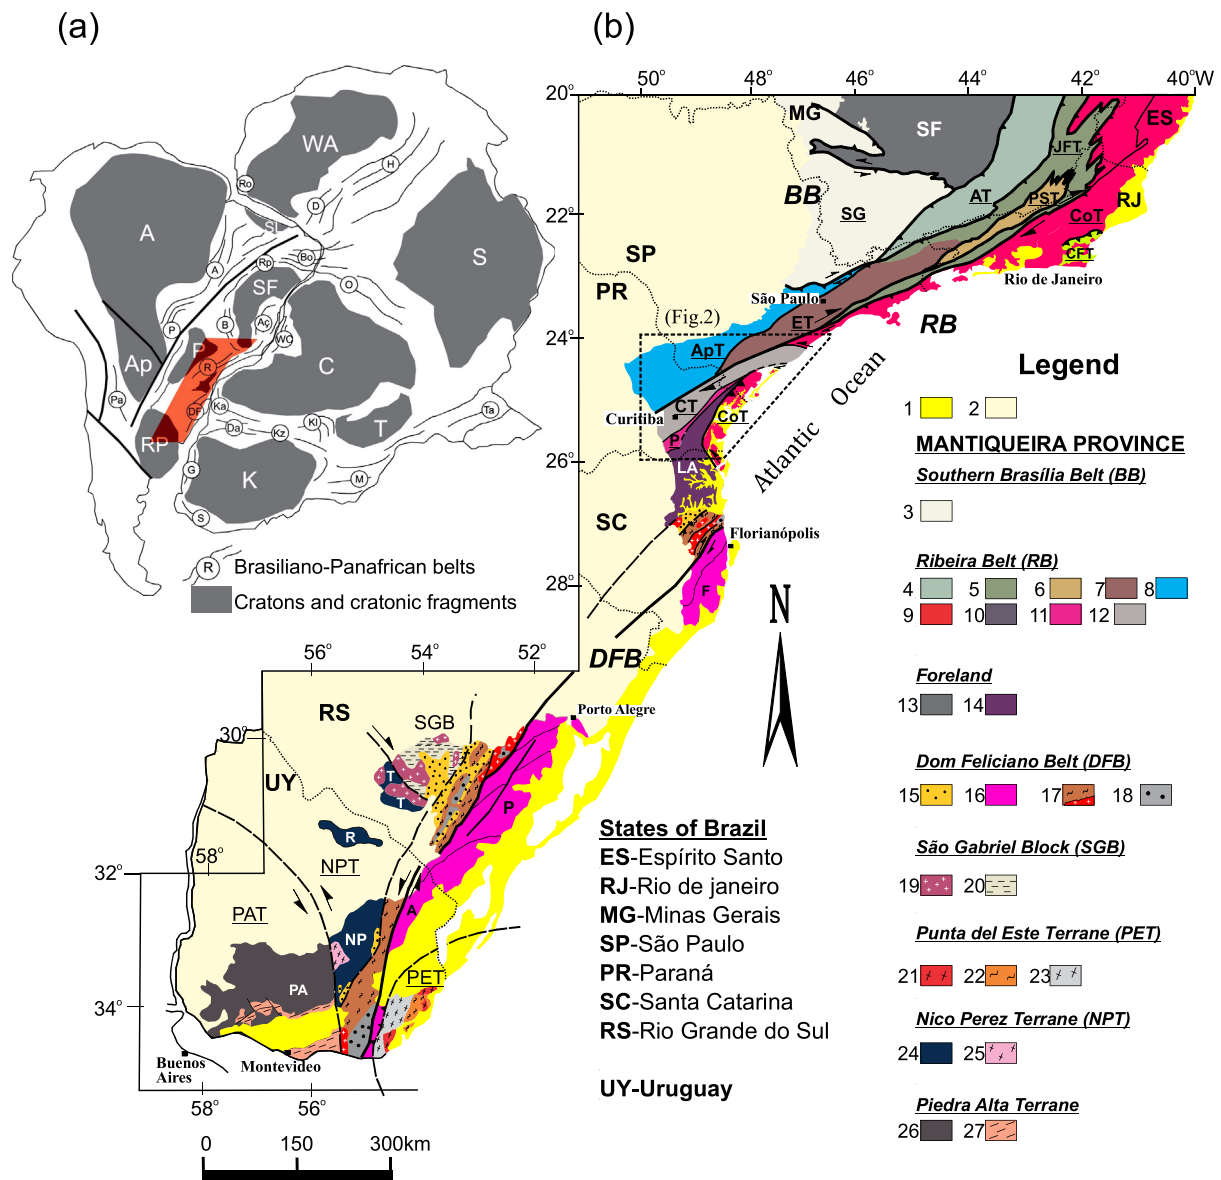 (a)
WA
H
Ro
D
SL
A
S
Rp
Bo
A
SF
O
P
B
Aç
WC
P
R
C
Ap
Pa
DF
Ka
Da
Kz
Kl
Ta
T
RP
G
K
M
S
R Brasiliano-Panafrican belts
Cratons and cratonic fragments
(b)
50° 48° 46° 44° 42° 40°W
20°
22°
24°
26°
28°
MG
SF
ES
JFT
BB
AT
PST
SG
RJ
CoT
SP
CFT
PR
Rio de Janeiro
São Paulo
(Fig.2)
ET
RB
ApT
Atlantic Ocean
CT
Curitiba
CoT
P
LA
SC
Florianópolis
F
DFB
N
56° 54° 52°
RS
SGB
Porto Alegre
30°
UY
T
T
P
R
58°
NPT
32°
PAT
A
NP
PET
PA
34°
Buenos
Aires
Montevideo
58° 56°
0 150 300km
States of Brazil
ES-Espírito Santo
RJ-Rio de janeiro
MG-Minas Gerais
SP-São Paulo
PR-Paraná
SC-Santa Catarina
RS-Rio Grande do Sul
UY-Uruguay
Legend
1 2
MANTIQUEIRA PROVINCE
Southern Brasília Belt (BB)
3
Ribeira Belt (RB)
4 5 6 7 8
9 10 11 12
Foreland
13 14
Dom Feliciano Belt (DFB)
15 16 17 18
São Gabriel Block (SGB)
19 20
Punta del Este Terrane (PET)
21 22 23
Nico Perez Terrane (NPT)
24 25
Piedra Alta Terrane
26 27